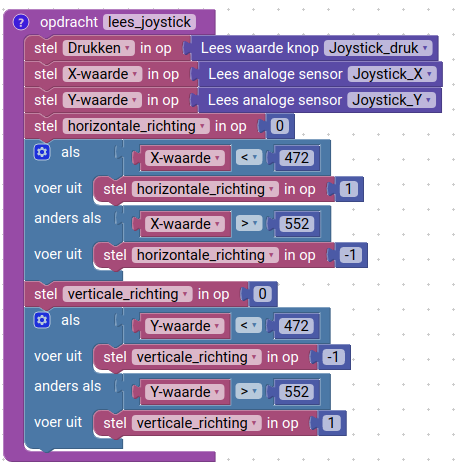 ? opdracht lees_joystick
stel Drukken in op Lees waarde knop Joystick_druk
stel X-waarde in op Lees analoge sensor Joystick_X
stel Y-waarde in op Lees analoge sensor Joystick_Y
stel horizontale_richting in op 0
als X-waarde < 472
voer uit stel horizontale_richting in op 1
anders als X-waarde > 552
voer uit stel horizontale_richting in op -1
stel verticale_richting in op 0
als Y-waarde < 472
voer uit stel verticale_richting in op -1
anders als Y-waarde > 552
voer uit stel verticale_richting in op 1